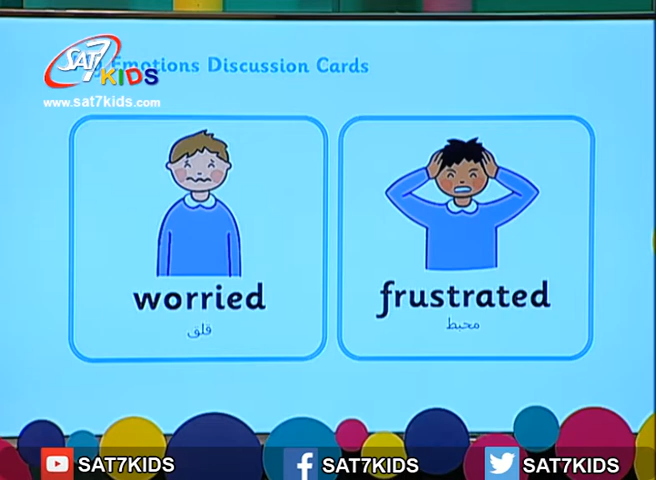 SAT7
KIDS
www.sat7kids.com
Emotions Discussion Cards
worried
قلق
frustrated
محبط
SAT7KIDS
SAT7KIDS
SAT7KIDS